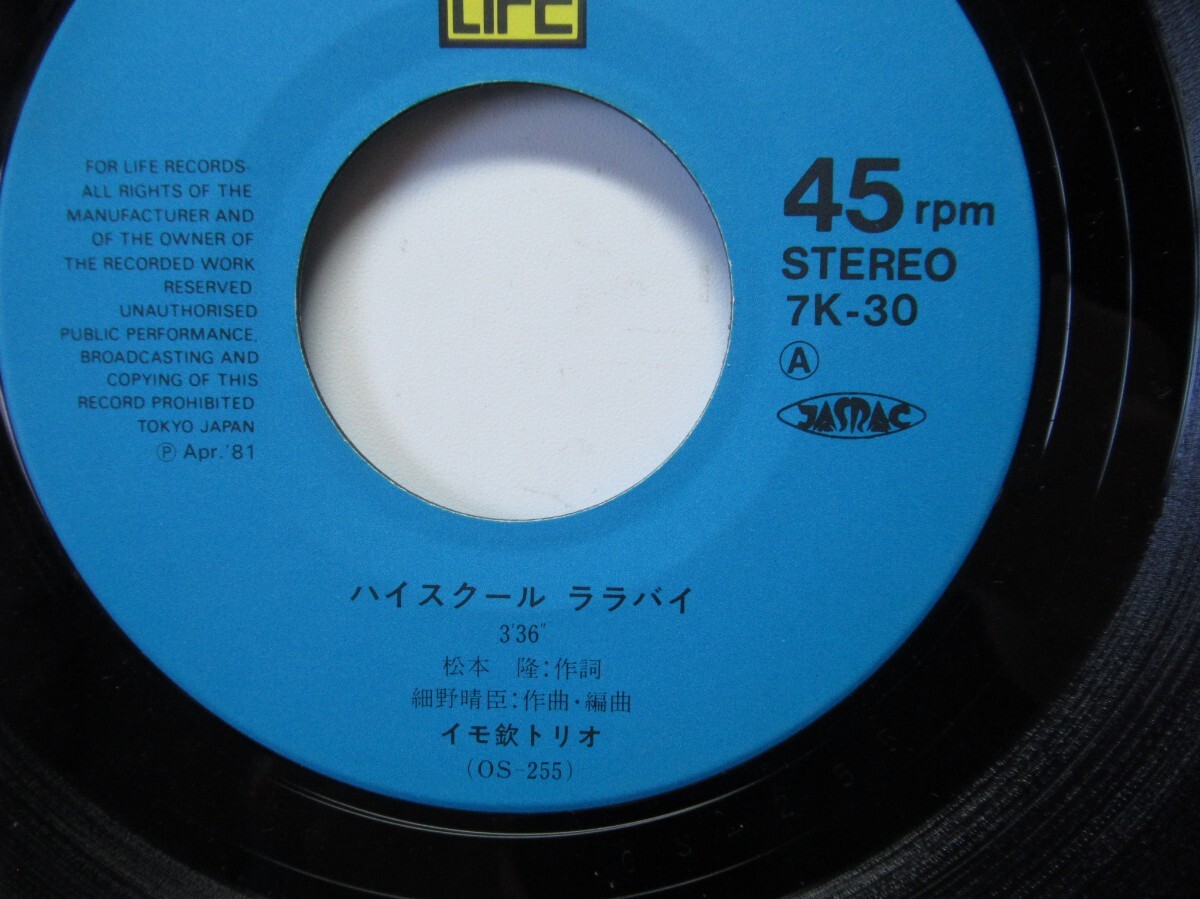 LIFE
FOR LIFE RECORDS·
ALL RIGHTS OF THE
MANUFACTURER AND
OF THE OWNER OF
THE RECORDED WORK
RESERVED.
UNAUTHORISED
PUBLIC PERFORMANCE,
BROADCASTING AND
COPYING OF THIS
RECORD PROHIBITED
TOKYO JAPAN
Ⓟ Apr.'81
45 rpm
STEREO
7K-30
Ⓐ
JASRAC
ハイスクール ララバイ
3'36"
松本 隆:作詞
細野晴臣:作曲・編曲
イモ欽トリオ
(OS-255)